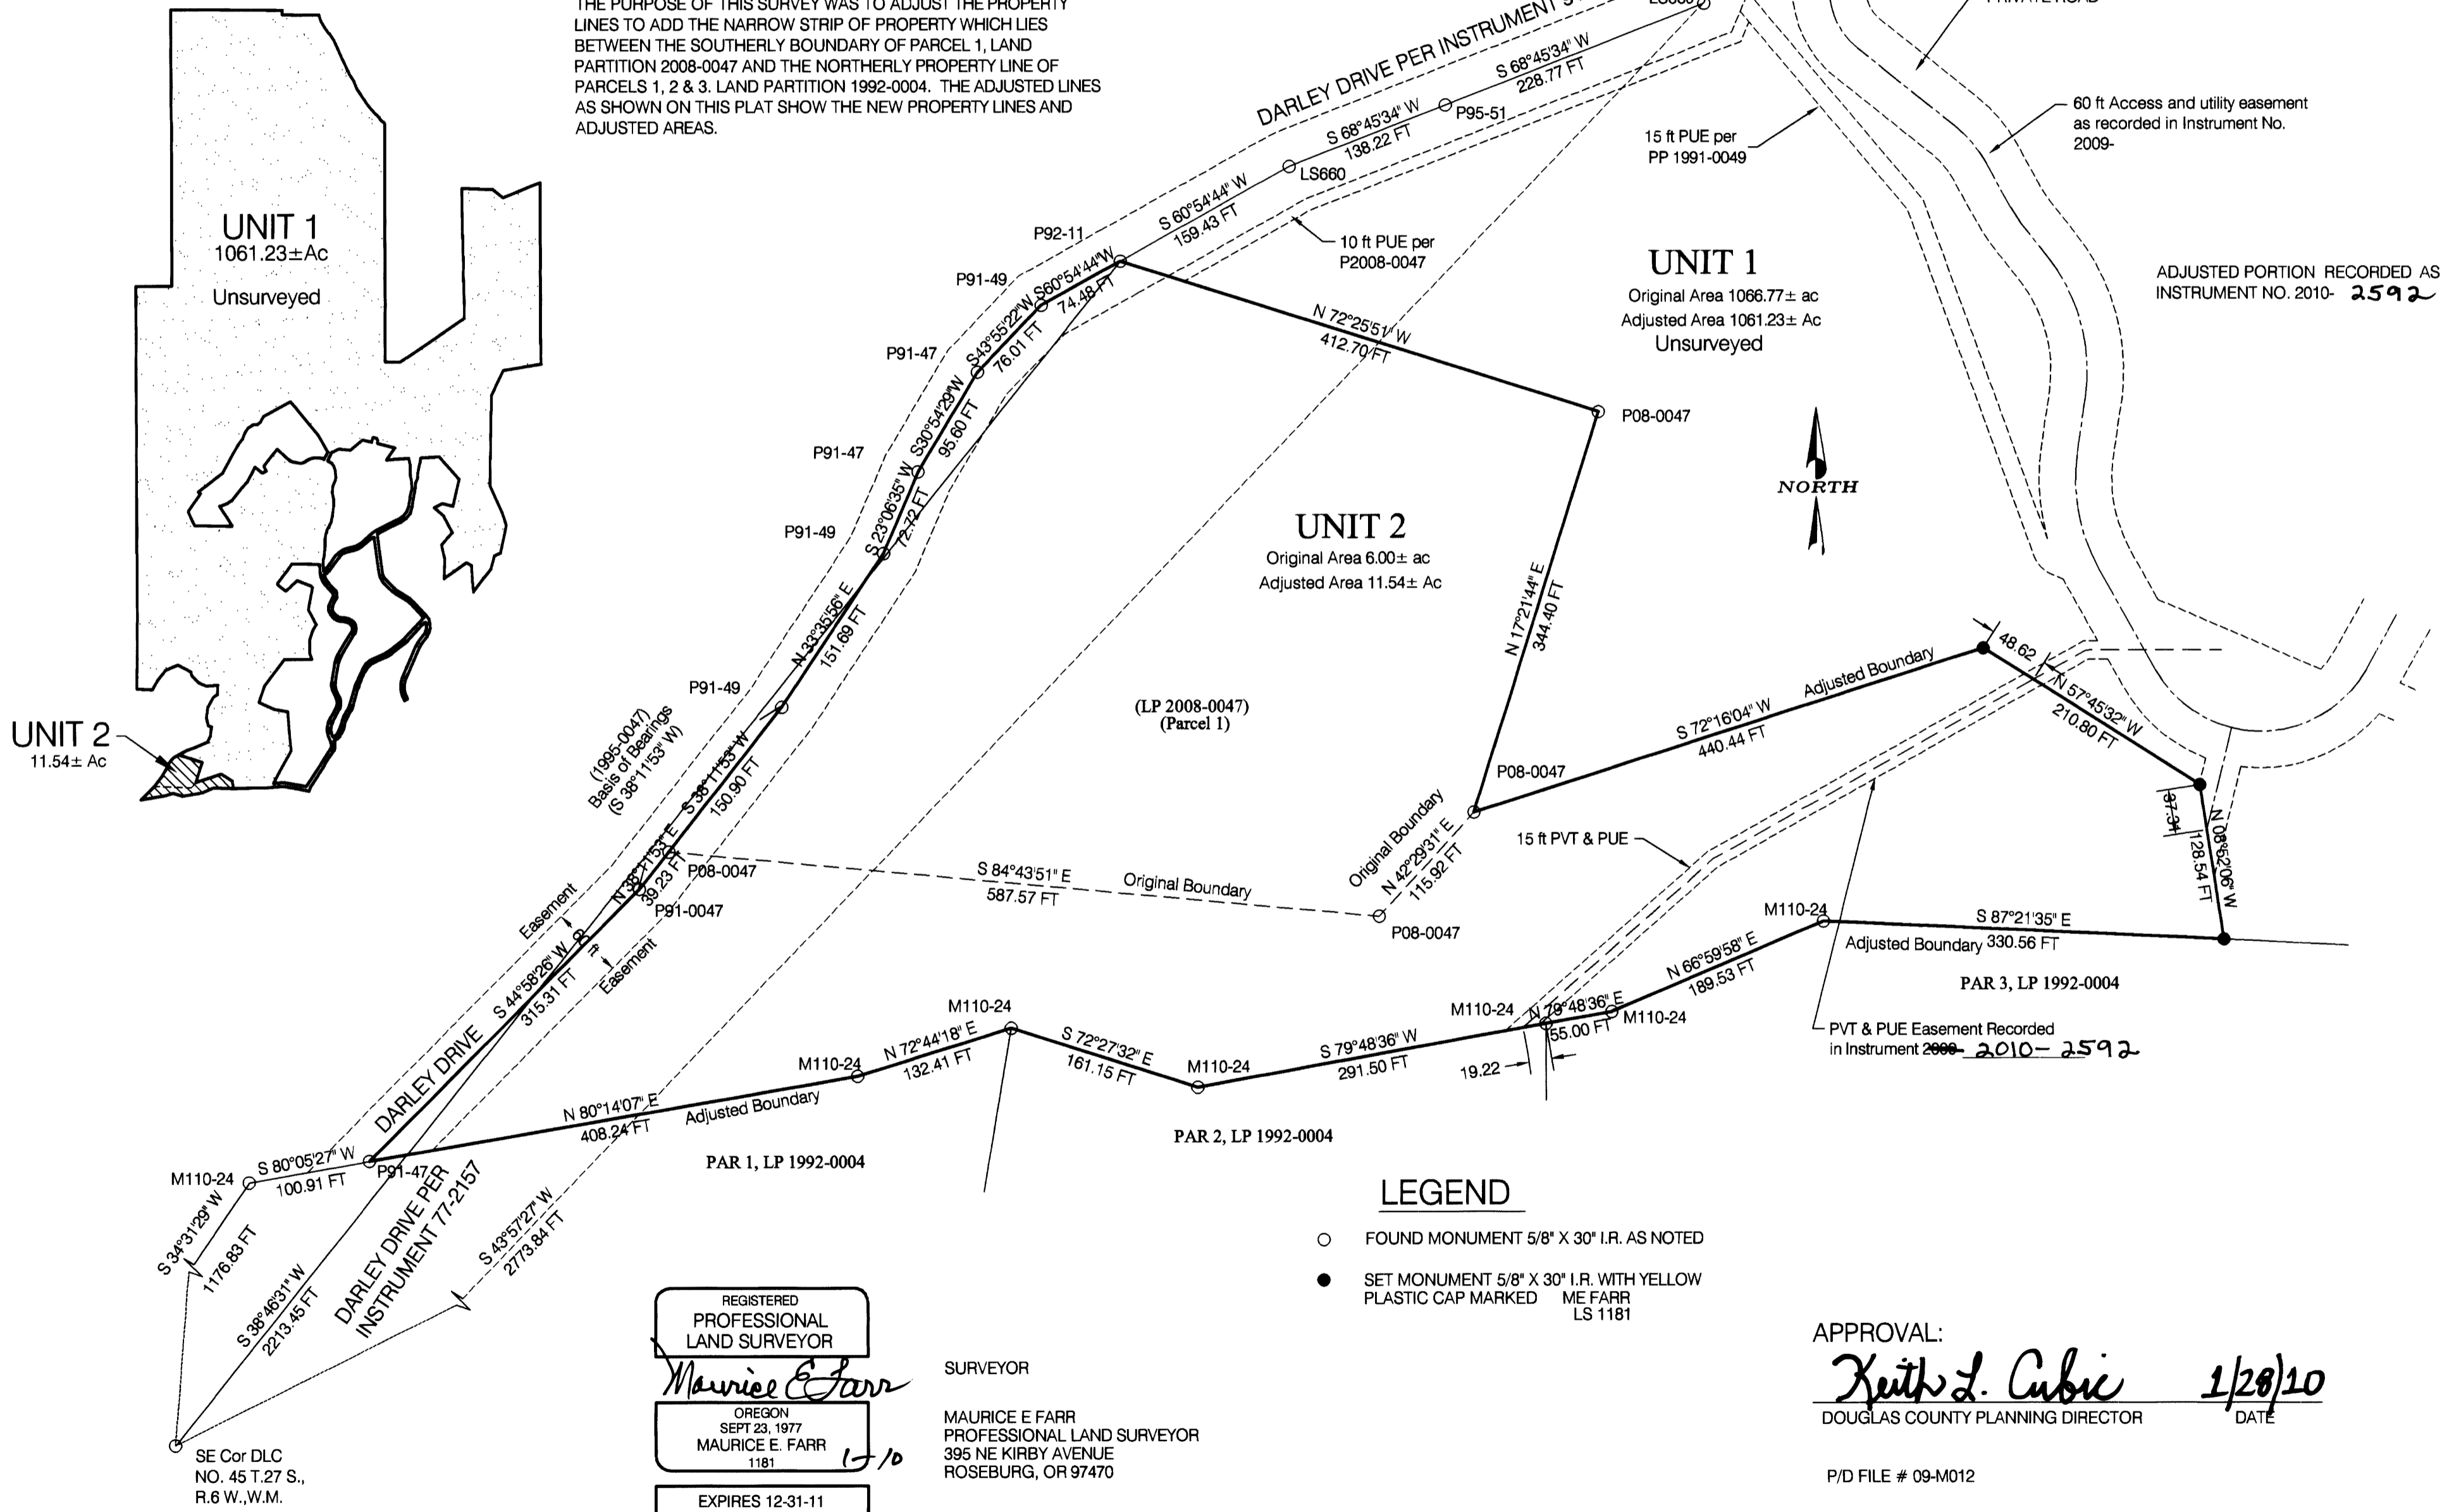 THE PURPOSE OF THIS SURVEY WAS TO ADJUST THE PROPERTY
LINES TO ADD THE NARROW STRIP OF PROPERTY WHICH LIES
BETWEEN THE SOUTHERLY BOUNDARY OF PARCEL 1, LAND
PARTITION 2008-0047 AND THE NORTHERLY PROPERTY LINE OF
PARCELS 1, 2 & 3. LAND PARTITION 1992-0004. THE ADJUSTED LINES
AS SHOWN ON THIS PLAT SHOW THE NEW PROPERTY LINES AND
ADJUSTED AREAS.
UNIT 1
1061.23±Ac
Unsurveyed
UNIT 2
11.54± Ac
DARLEY DRIVE PER INSTRUMENT
S 68°45'34" W
228.77 FT
P95-51
S 68°45'34" W
138.22 FT
LS660
S 60°54'44" W
159.43 FT
P92-11
10 ft PUE per
P2008-0047
15 ft PUE per
PP 1991-0049
PRIVATE ROAD
60 ft Access and utility easement
as recorded in Instrument No.
2009-
UNIT 1
Original Area 1066.77± ac
Adjusted Area 1061.23± Ac
Unsurveyed
ADJUSTED PORTION RECORDED AS
INSTRUMENT NO. 2010- 2592
P91-49
S60°54'44"W
74.48 FT
N 72°25'51" W
412.70 FT
P08-0047
P91-47
S43°55'22"W
76.01 FT
P91-47
S30°54'29"W
95.60 FT
P91-49
S 23°06'35" W
72.72 FT
NORTH
UNIT 2
Original Area 6.00± ac
Adjusted Area 11.54± Ac
N 17°21'44" E
344.40 FT
N 33°35'56" E
151.69 FT
P91-49
(1995-0047)
Basis of Bearings
(S 38°11'53" W)
S 38°11'53" W
150.90 FT
(LP 2008-0047)
(Parcel 1)
S 72°16'04" W
440.44 FT
Adjusted Boundary
48.62
N 57°45'32" W
210.80 FT
P08-0047
Original Boundary
N 42°29'31" E
115.92 FT
15 ft PVT & PUE
37.31
N 08°52'06" W
128.54 FT
N 38°11'53" E
39.23 FT
P08-0047
P91-0047
S 84°43'51" E
587.57 FT
Original Boundary
P08-0047
Easement
60 ft
Easement
S 44°58'26" W
315.31 FT
M110-24
S 87°21'35" E
Adjusted Boundary 330.56 FT
N 66°59'58" E
189.53 FT
PAR 3, LP 1992-0004
M110-24
N 79°48'36" E
55.00 FT
M110-24
19.22
PVT & PUE Easement Recorded
in Instrument 2008- 2010-2592
DARLEY DRIVE
M110-24
N 72°44'18" E
132.41 FT
M110-24
S 72°27'32" E
161.15 FT
M110-24
S 79°48'36" W
291.50 FT
N 80°14'07" E
408.24 FT
Adjusted Boundary
PAR 1, LP 1992-0004
PAR 2, LP 1992-0004
M110-24
S 80°05'27" W
100.91 FT
P91-47
S 34°31'29" W
1176.83 FT
S 38°46'31" W
2213.45 FT
DARLEY DRIVE PER
INSTRUMENT 77-2157
S 43°57'27" W
2773.84 FT
SE Cor DLC
NO. 45 T.27 S.,
R.6 W.,W.M.
LEGEND
FOUND MONUMENT 5/8" X 30" I.R. AS NOTED
SET MONUMENT 5/8" X 30" I.R. WITH YELLOW
PLASTIC CAP MARKED ME FARR
LS 1181
REGISTERED
PROFESSIONAL
LAND SURVEYOR
Maurice E Farr
OREGON
SEPT 23, 1977
MAURICE E. FARR
1181
1-10
EXPIRES 12-31-11
SURVEYOR
MAURICE E FARR
PROFESSIONAL LAND SURVEYOR
395 NE KIRBY AVENUE
ROSEBURG, OR 97470
APPROVAL:
Keith L. Cubic 1/28/10
DOUGLAS COUNTY PLANNING DIRECTOR DATE
P/D FILE # 09-M012